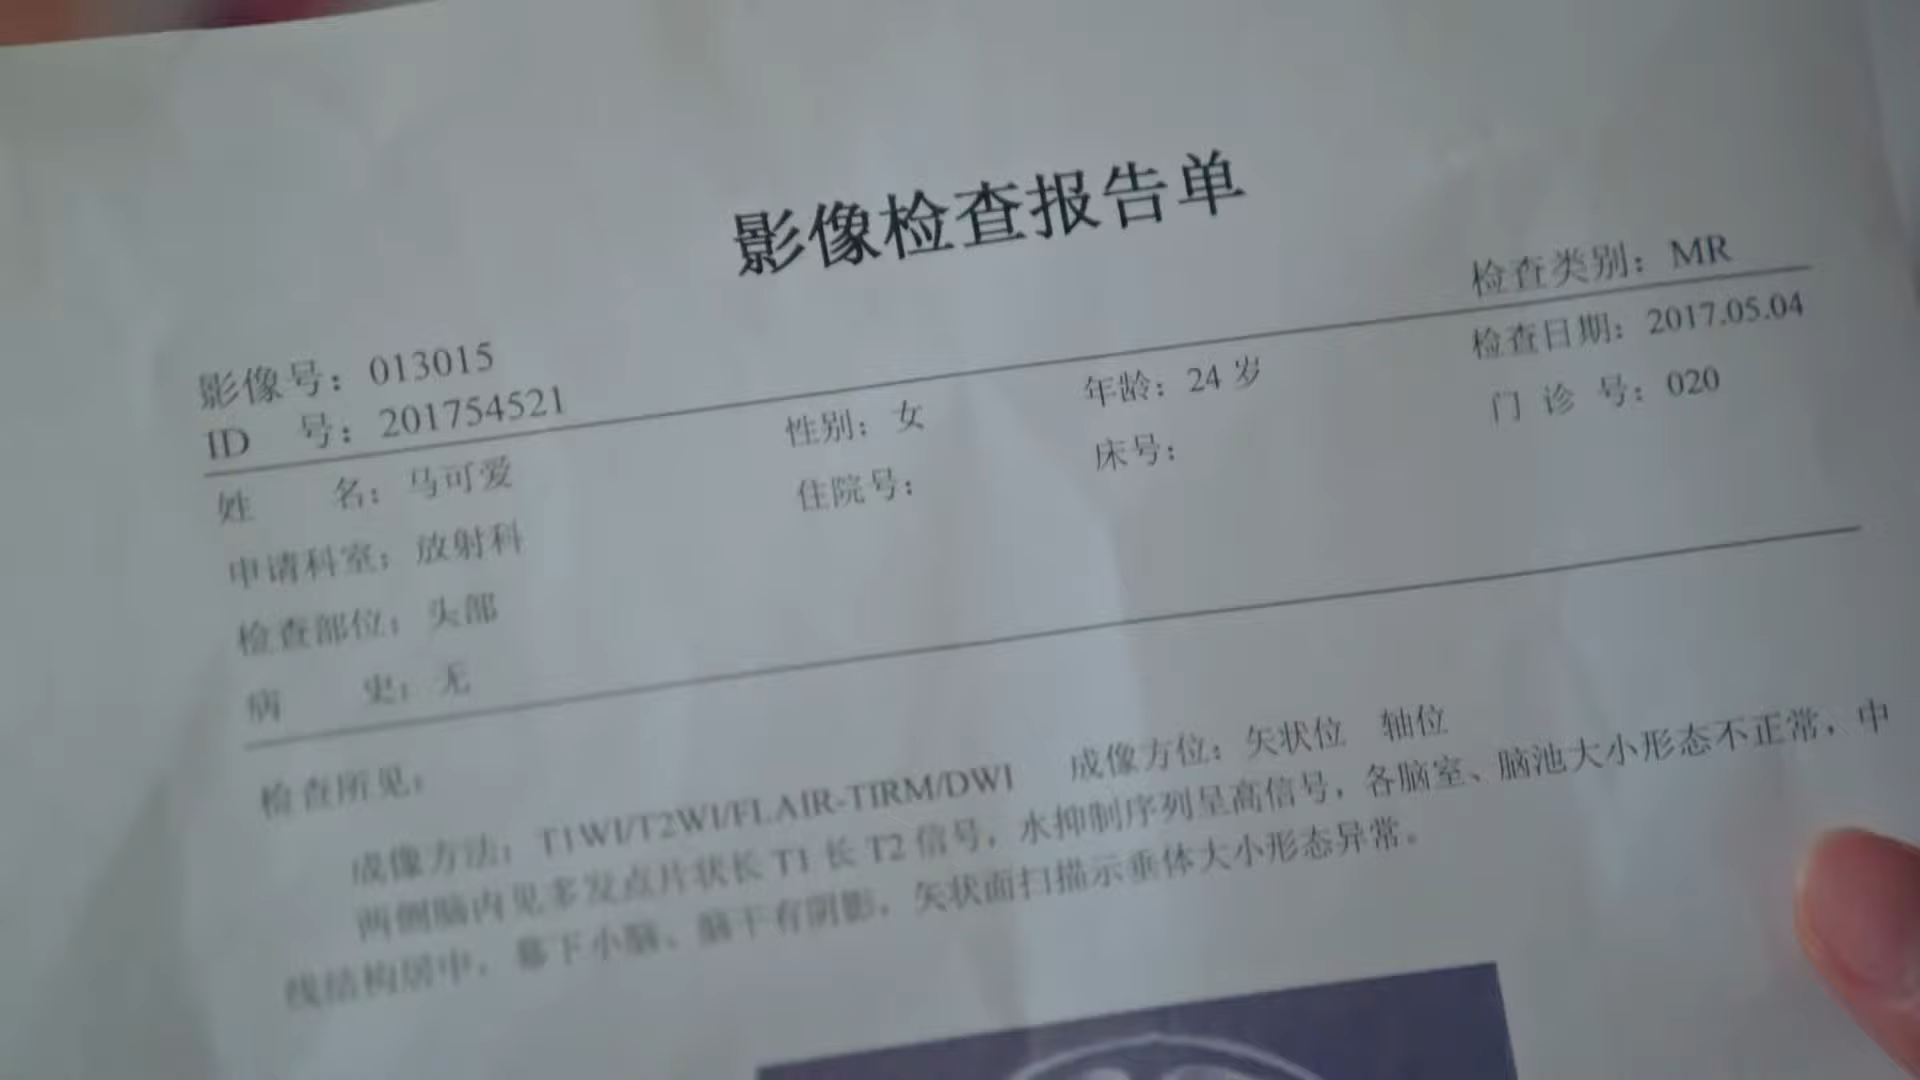 影像检查报告单
检查类别：MR
影像号：013015
ID 号：201754521
检查日期：2017.05.04
姓 名：马可爱 性别：女 年龄：24 岁
门 诊 号：020
申请科室：放射科 住院号： 床号：
检查部位：头部
病 史：无
检查所见：
成像方法：T1WI/T2WI/FLAIR-TIRM/DWI 成像方位：矢状位 轴位
两侧脑内见多发点片状长 T1 长 T2 信号，水抑制序列呈高信号，各脑室、脑池大小形态不正常，中
线结构居中，幕下小脑、脑干有阴影，矢状面扫描示垂体大小形态异常。